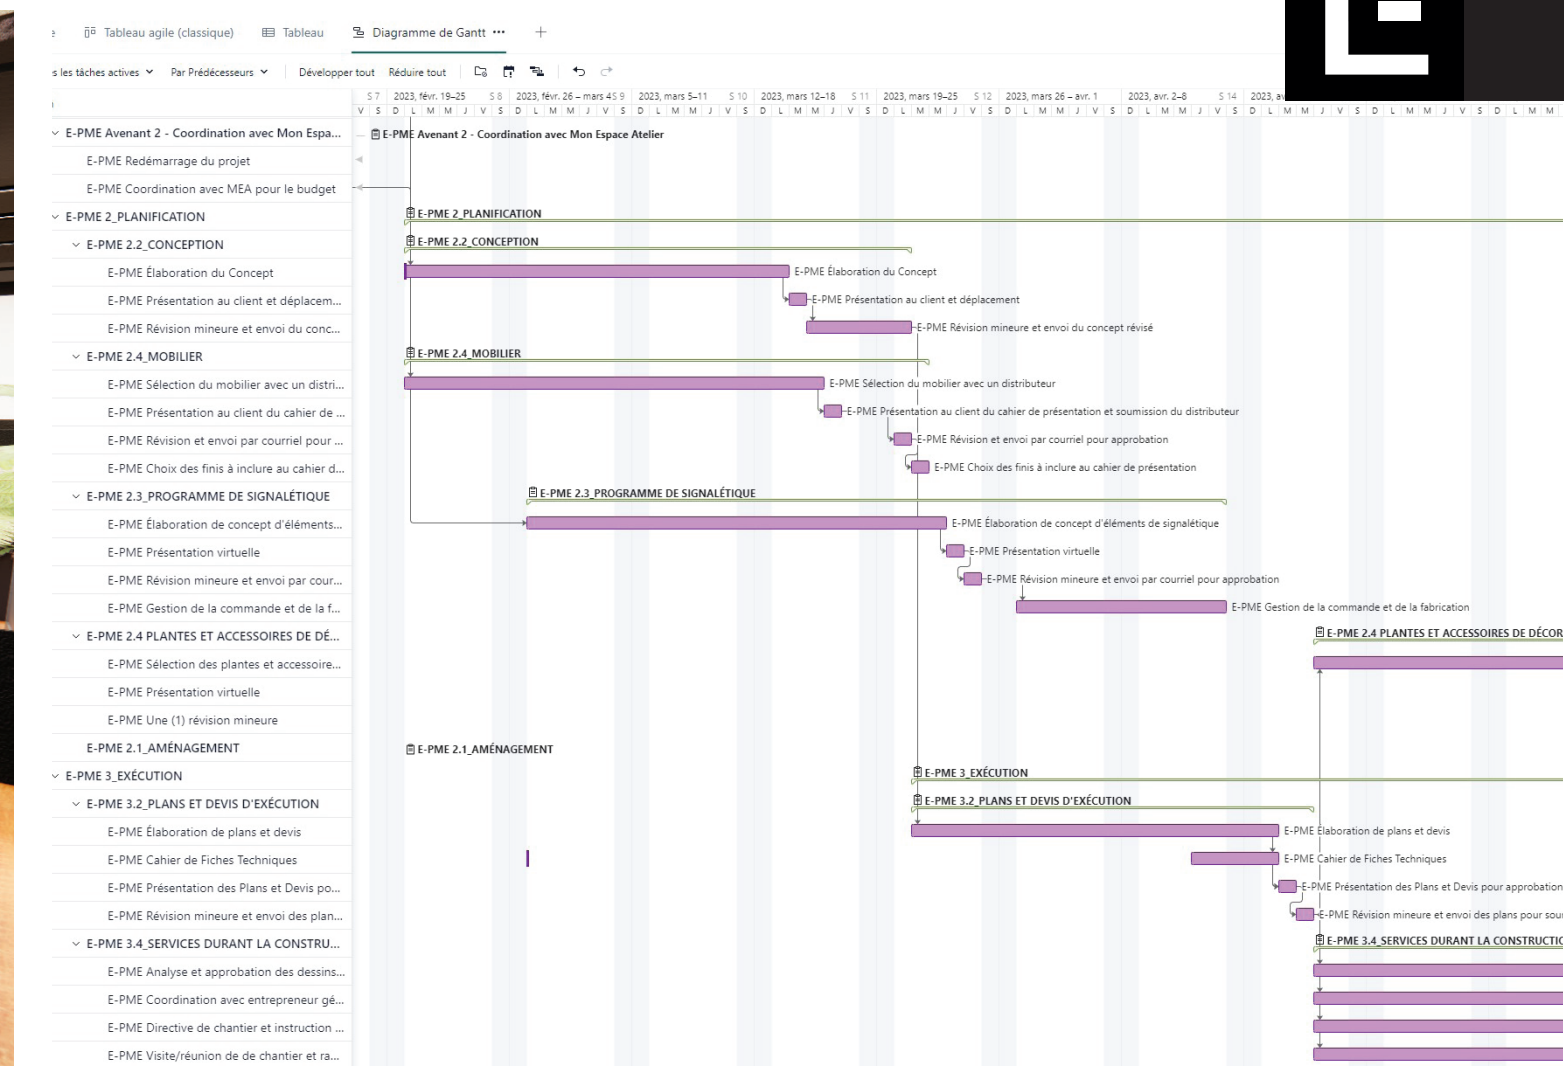 Tableau agile (classique) Tableau Diagramme de Gantt ••• +
s les tâches actives Par Prédécesseurs Développer tout Réduire tout
S 7 2023, févr. 19–25 S 8 2023, févr. 26 – mars 4 S 9 2023, mars 5–11 S 10 2023, mars 12–18 S 11 2023, mars 19–25 S 12 2023, mars 26 – avr. 1 2023, avr. 2–8 S 14 2023, av
V S D L M M J V S D L M M J V S D L M M J V S D L M M J V S D L M M J V S D L M M J V S D L M M J V S D L M M J V S D L M M
E-PME Avenant 2 - Coordination avec Mon Espa... E-PME Avenant 2 - Coordination avec Mon Espace Atelier
E-PME Redémarrage du projet
E-PME Coordination avec MEA pour le budget
E-PME 2_PLANIFICATION E-PME 2_PLANIFICATION
E-PME 2.2_CONCEPTION E-PME 2.2_CONCEPTION
E-PME Élaboration du Concept E-PME Élaboration du Concept
E-PME Présentation au client et déplacem... E-PME Présentation au client et déplacement
E-PME Révision mineure et envoi du conc... E-PME Révision mineure et envoi du concept révisé
E-PME 2.4_MOBILIER E-PME 2.4_MOBILIER
E-PME Sélection du mobilier avec un distri... E-PME Sélection du mobilier avec un distributeur
E-PME Présentation au client du cahier de ... E-PME Présentation au client du cahier de présentation et soumission du distributeur
E-PME Révision et envoi par courriel pour ... E-PME Révision et envoi par courriel pour approbation
E-PME Choix des finis à inclure au cahier d... E-PME Choix des finis à inclure au cahier de présentation
E-PME 2.3_PROGRAMME DE SIGNALÉTIQUE E-PME 2.3_PROGRAMME DE SIGNALÉTIQUE
E-PME Élaboration de concept d'éléments... E-PME Élaboration de concept d'éléments de signalétique
E-PME Présentation virtuelle E-PME Présentation virtuelle
E-PME Révision mineure et envoi par cour... E-PME Révision mineure et envoi par courriel pour approbation
E-PME Gestion de la commande et de la f... E-PME Gestion de la commande et de la fabrication
E-PME 2.4 PLANTES ET ACCESSOIRES DE DÉ... E-PME 2.4 PLANTES ET ACCESSOIRES DE DÉCOR
E-PME Sélection des plantes et accessoire...
E-PME Présentation virtuelle
E-PME Une (1) révision mineure
E-PME 2.1_AMÉNAGEMENT E-PME 2.1_AMÉNAGEMENT
E-PME 3_EXÉCUTION E-PME 3_EXÉCUTION
E-PME 3.2_PLANS ET DEVIS D'EXÉCUTION E-PME 3.2_PLANS ET DEVIS D'EXÉCUTION
E-PME Élaboration de plans et devis E-PME Élaboration de plans et devis
E-PME Cahier de Fiches Techniques E-PME Cahier de Fiches Techniques
E-PME Présentation des Plans et Devis po... E-PME Présentation des Plans et Devis pour approbation
E-PME Révision mineure et envoi des plan... E-PME Révision mineure et envoi des plans pour sou
E-PME 3.4_SERVICES DURANT LA CONSTRU... E-PME 3.4_SERVICES DURANT LA CONSTRUCTIO
E-PME Analyse et approbation des dessins...
E-PME Coordination avec entrepreneur gé...
E-PME Directive de chantier et instruction ...
E-PME Visite/réunion de de chantier et ra...